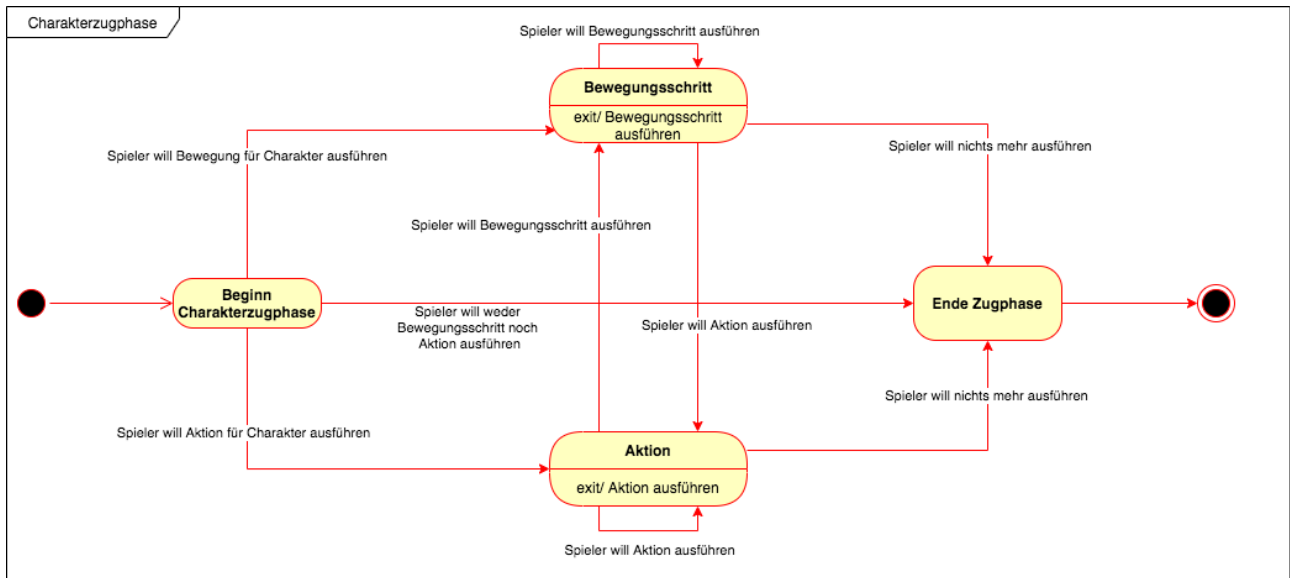 Charakterzugphase
Spieler will Bewegungsschritt ausführen
Bewegungsschritt
exit/ Bewegungsschritt
ausführen
Spieler will Bewegung für Charakter ausführen
Spieler will nichts mehr ausführen
Spieler will Bewegungsschritt ausführen
Beginn
Charakterzugphase
Spieler will weder
Bewegungsschritt noch
Aktion ausführen
Spieler will Aktion ausführen
Ende Zugphase
Spieler will nichts mehr ausführen
Spieler will Aktion für Charakter ausführen
Aktion
exit/ Aktion ausführen
Spieler will Aktion ausführen